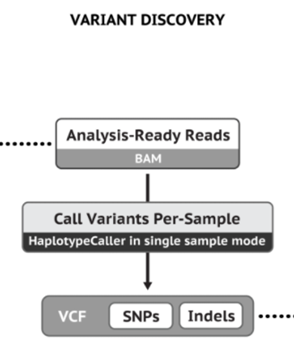 VARIANT DISCOVERY
Analysis-Ready Reads
BAM
Call Variants Per-Sample
HaplotypeCaller in single sample mode
VCF SNPs Indels